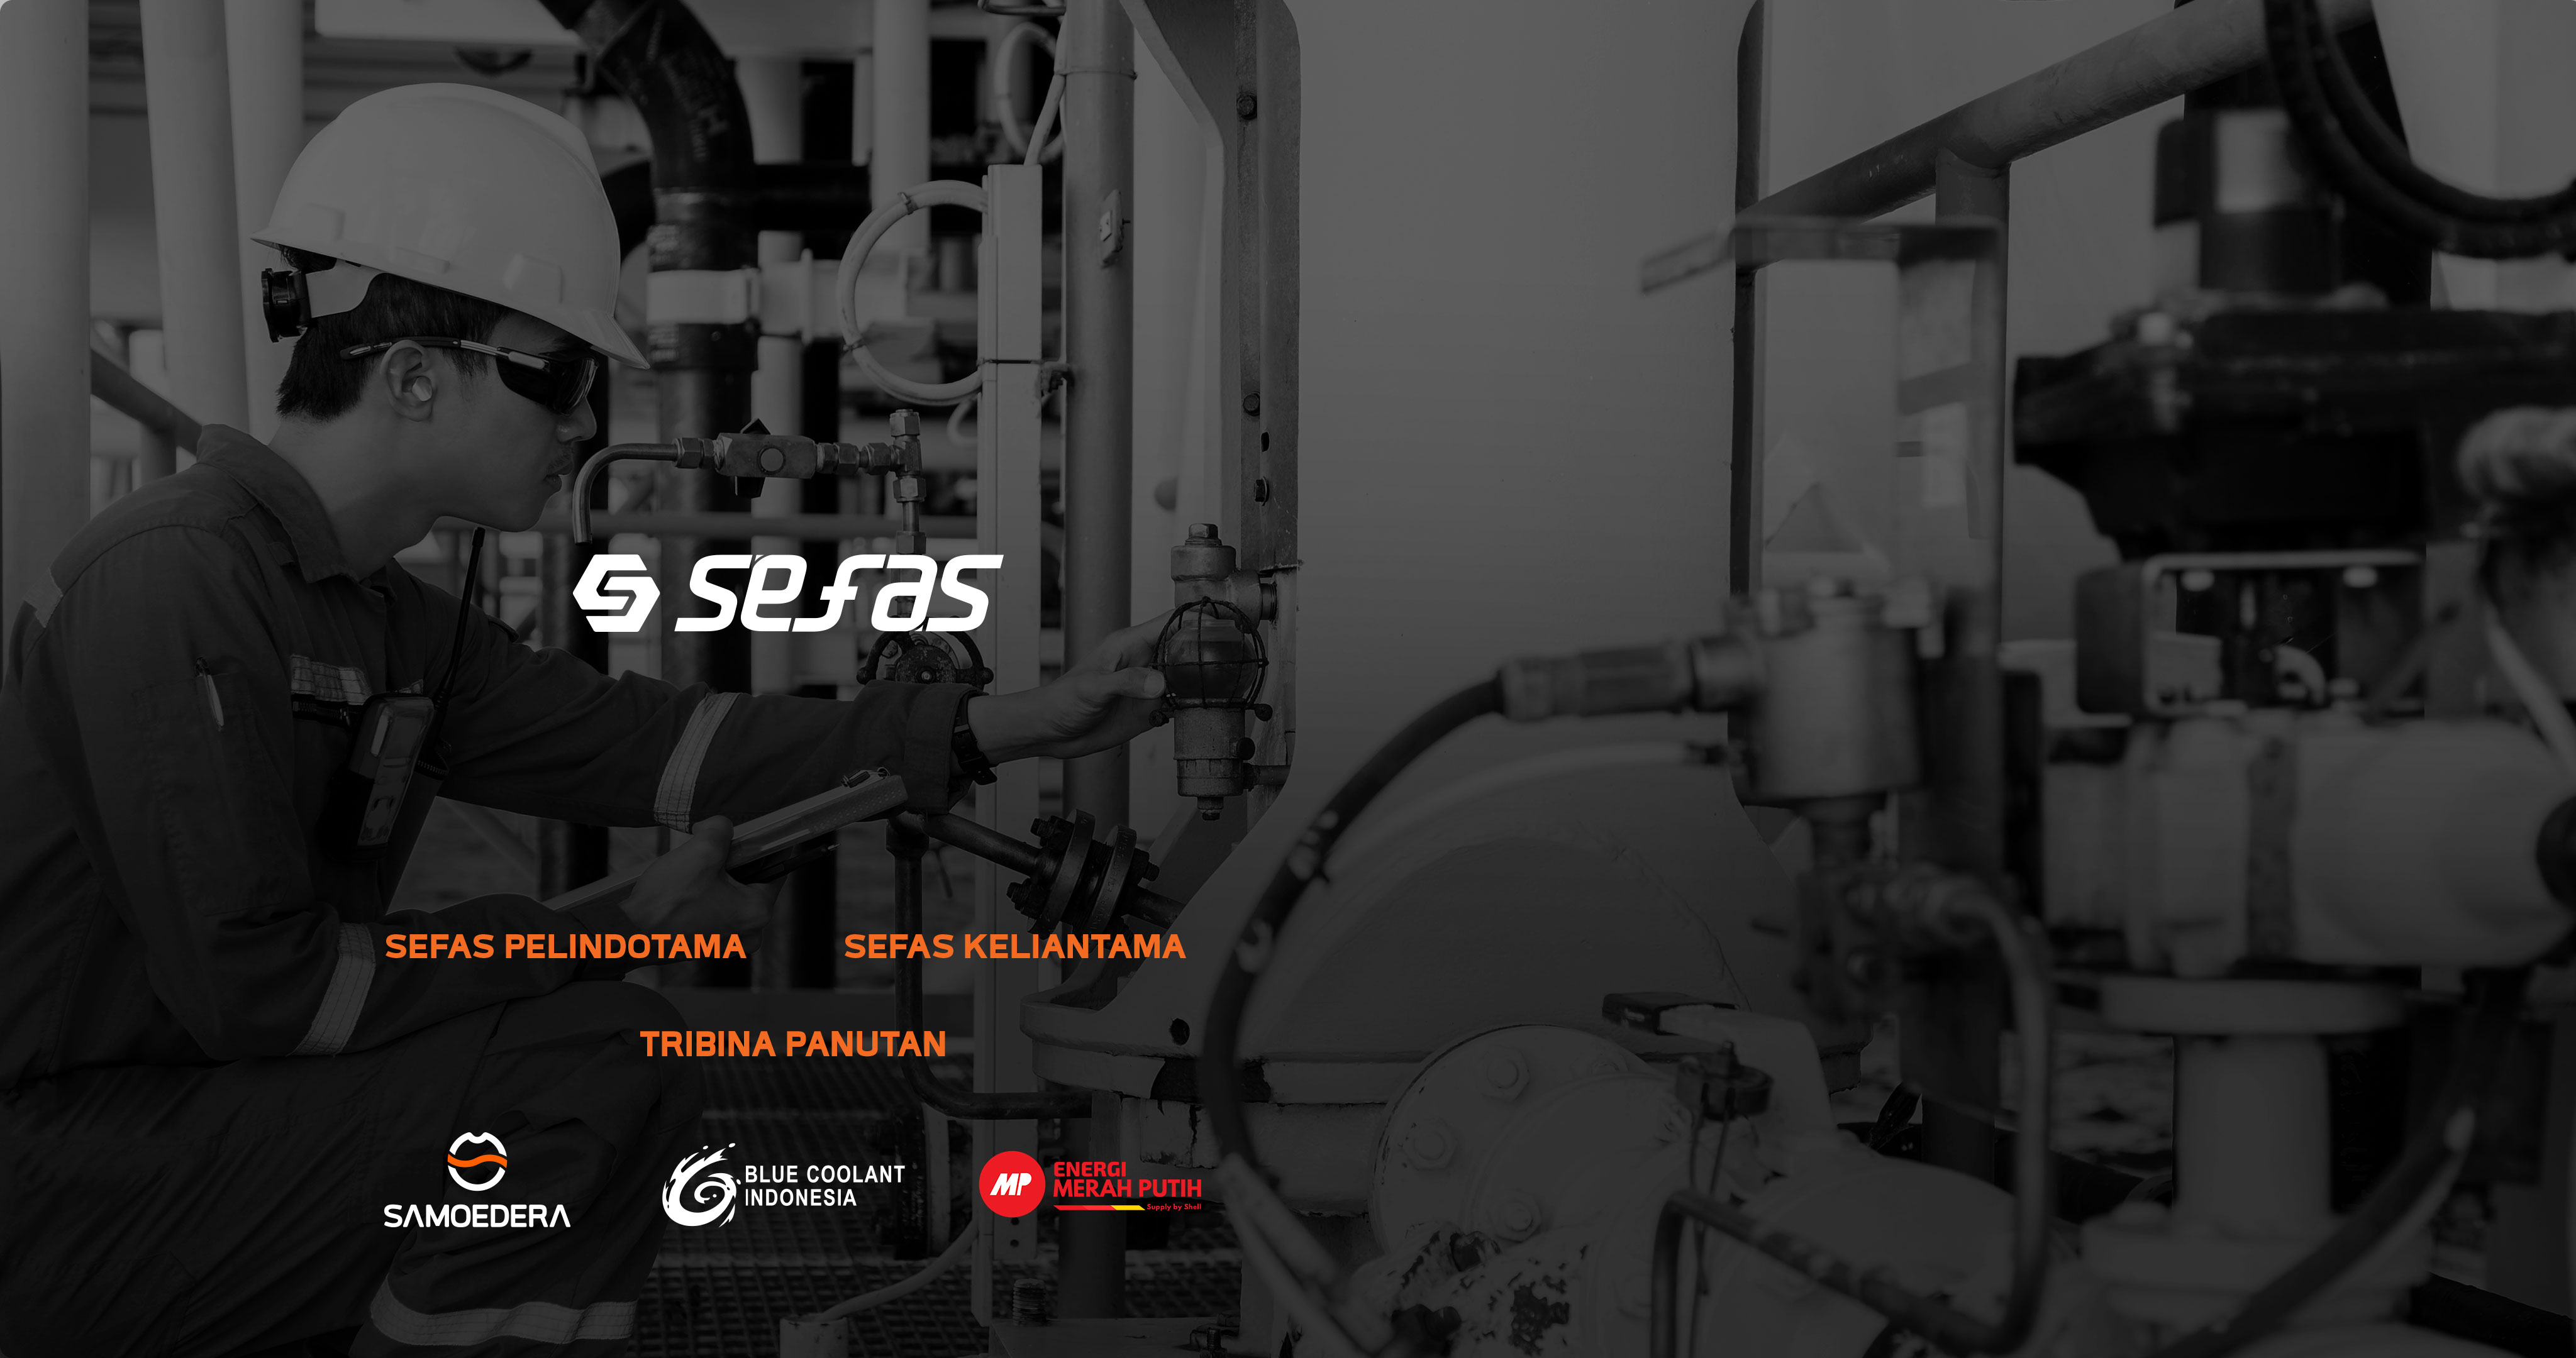 sefas
SEFAS PELINDOTAMA
SEFAS KELIANTAMA
TRIBINA PANUTAN
SAMOEDERA
BLUE COOLANT
INDONESIA
MP
ENERGI
MERAH PUTIH
Supply by Shell